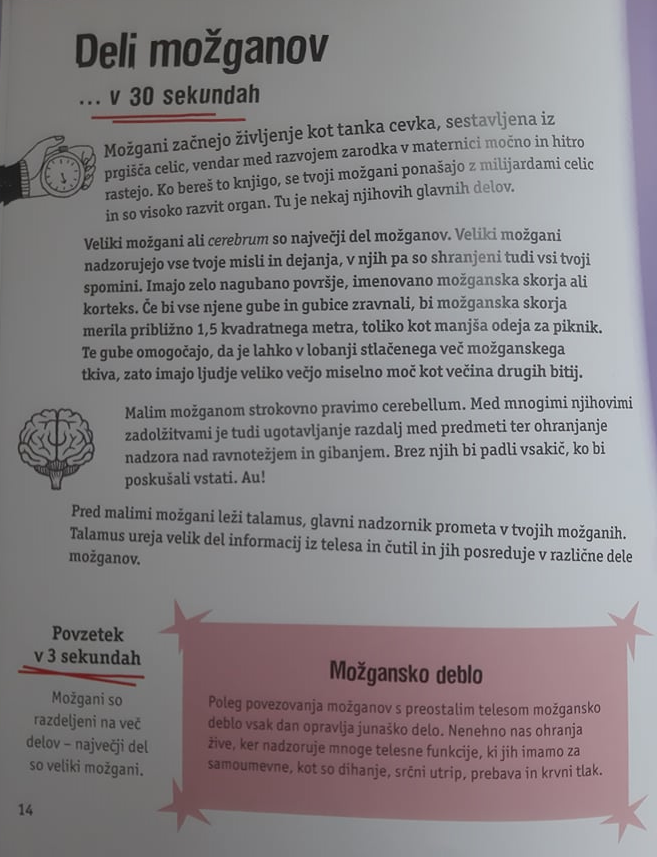 Deli možganov
... v 30 sekundah
Možgani začnejo življenje kot tanka cevka, sestavljena iz
prgišča celic, vendar med razvojem zarodka v maternici močno in hitro
rastejo. Ko bereš to knjigo, se tvoji možgani ponašajo z milijardami celic
in so visoko razvit organ. Tu je nekaj njihovih glavnih delov.
Veliki možgani ali cerebrum so največji del možganov. Veliki možgani
nadzorujejo vse tvoje misli in dejanja, v njih pa so shranjeni tudi vsi tvoji
spomini. Imajo zelo nagubano površje, imenovano možganska skorja ali
korteks. Če bi vse njene gube in gubice zravnali, bi možganska skorja
merila približno 1,5 kvadratnega metra, toliko kot manjša odeja za piknik.
Te gube omogočajo, da je lahko v lobanji stlačenega več možganskega
tkiva, zato imajo ljudje veliko večjo miselno moč kot večina drugih bitij.
Malim možganom strokovno pravimo cerebellum. Med mnogimi njihovimi
zadolžitvami je tudi ugotavljanje razdalj med predmeti ter ohranjanje
nadzora nad ravnotežjem in gibanjem. Brez njih bi padli vsakič, ko bi
poskušali vstati. Au!
Pred malimi možgani leži talamus, glavni nadzornik prometa v tvojih možganih.
Talamus ureja velik del informacij iz telesa in čutil in jih posreduje v različne dele
možganov.
Povzetek
v 3 sekundah
Možgani so
razdeljeni na več
delov – največji del
so veliki možgani.
Možgansko deblo
Poleg povezovanja možganov s preostalim telesom možgansko
deblo vsak dan opravlja junaško delo. Nenehno nas ohranja
žive, ker nadzoruje mnoge telesne funkcije, ki jih imamo za
samoumevne, kot so dihanje, srčni utrip, prebava in krvni tlak.
14